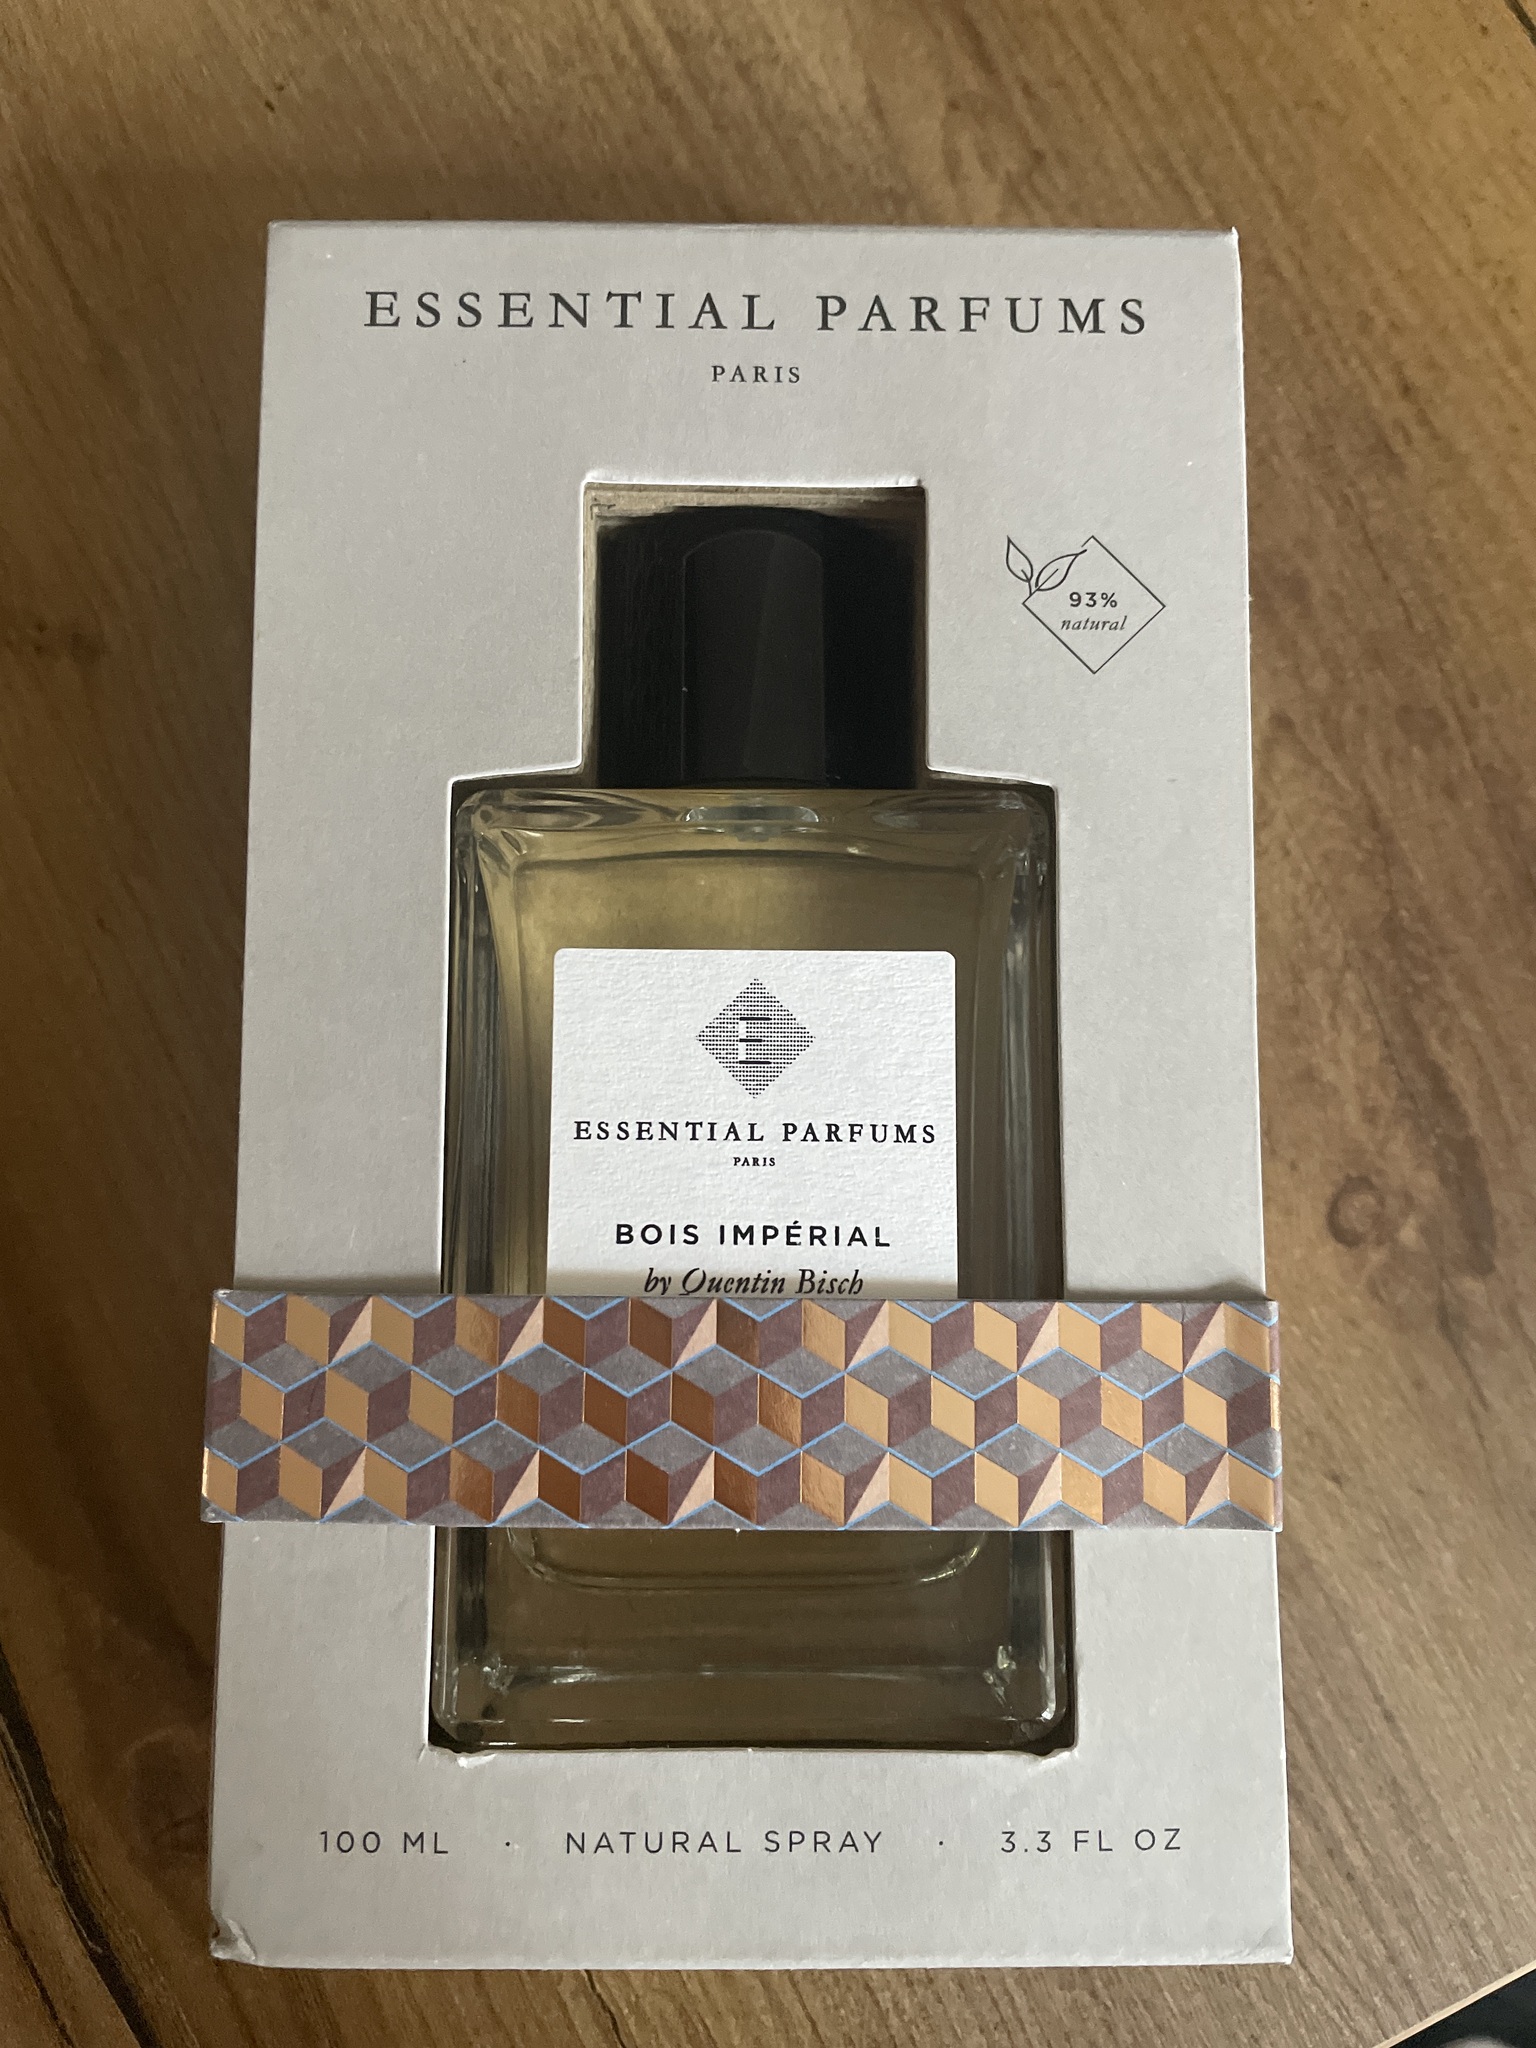 ESSENTIAL PARFUMS
PARIS
93%
natural
E
ESSENTIAL PARFUMS
PARIS
BOIS IMPÉRIAL
by Quentin Bisch
100 ML · NATURAL SPRAY · 3.3 FL OZ